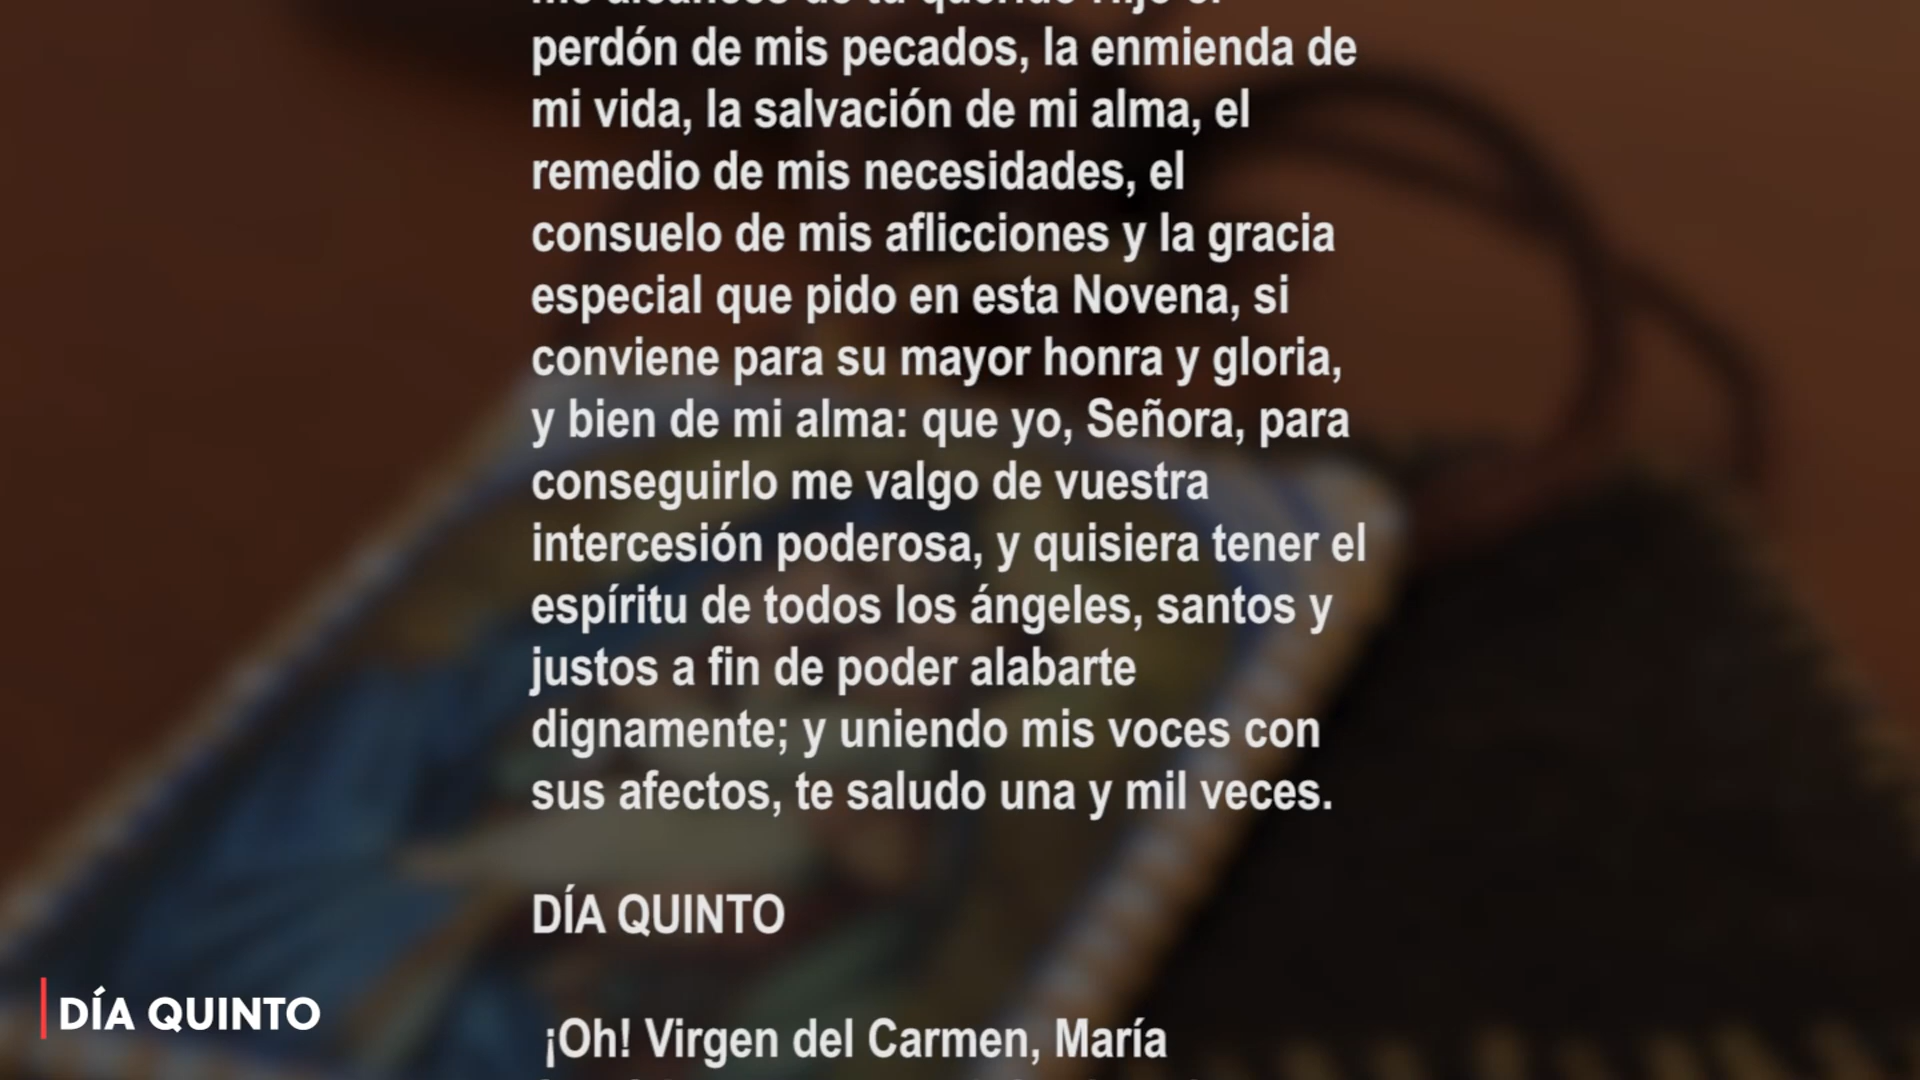 perdón de mis pecados, la enmienda de
mi vida, la salvación de mi alma, el
remedio de mis necesidades, el
consuelo de mis aflicciones y la gracia
especial que pido en esta Novena, si
conviene para su mayor honra y gloria,
y bien de mi alma: que yo, Señora, para
conseguirlo me valgo de vuestra
intercesión poderosa, y quisiera tener el
espíritu de todos los ángeles, santos y
justos a fin de poder alabarte
dignamente; y uniendo mis voces con
sus afectos, te saludo una y mil veces.
DÍA QUINTO
DÍA QUINTO
¡Oh! Virgen del Carmen, María